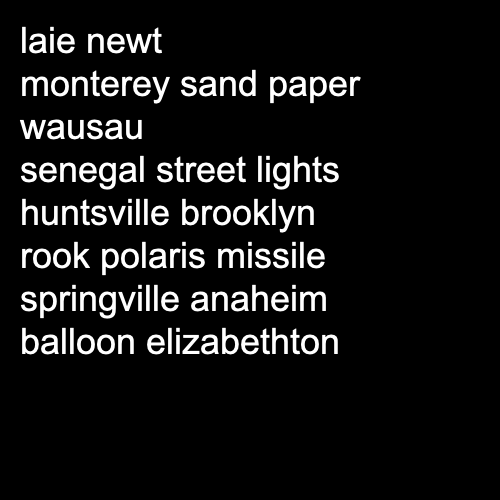 laie newt
monterey sand paper
wausau
senegal street lights
huntsville brooklyn
rook polaris missile
springville anaheim
balloon elizabethton